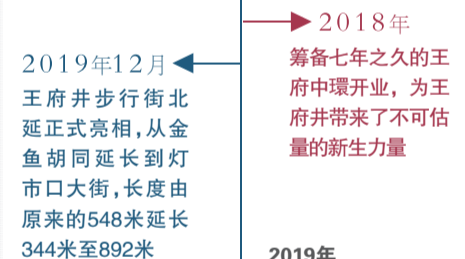 2018年
筹备七年之久的王
府中環开业，为王
府井带来了不可估
量的新生力量
2019年12月
王府井步行街北
延正式亮相,从金
鱼胡同延长到灯
市口大街,长度由
原来的548米延长
344米至892米
2019年